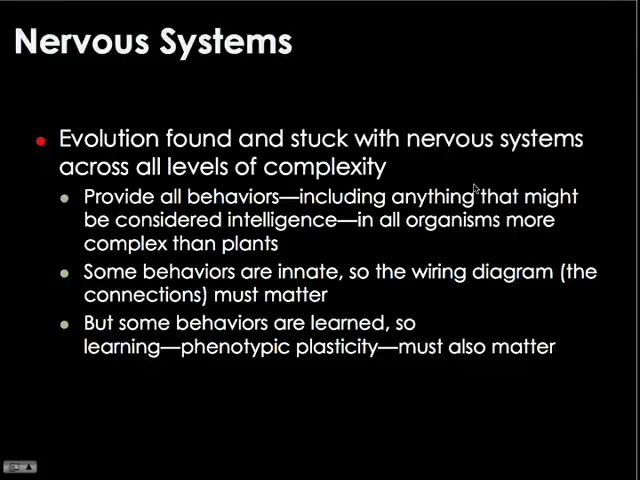 Nervous Systems
Evolution found and stuck with nervous systems
across all levels of complexity
Provide all behaviors—including anything that might
be considered intelligence—in all organisms more
complex than plants
Some behaviors are innate, so the wiring diagram (the
connections) must matter
But some behaviors are learned, so
learning—phenotypic plasticity—must also matter